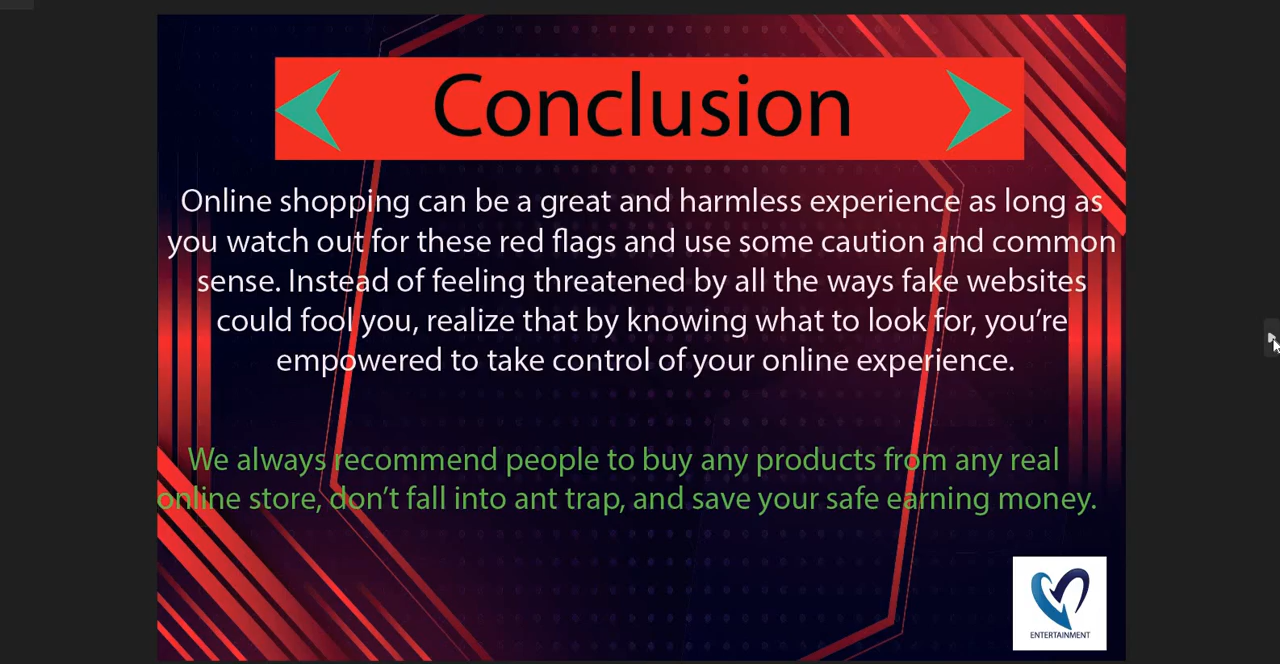 Conclusion
Online shopping can be a great and harmless experience as long as
you watch out for these red flags and use some caution and common
sense. Instead of feeling threatened by all the ways fake websites
could fool you, realize that by knowing what to look for, you’re
empowered to take control of your online experience.
We always recommend people to buy any products from any real
online store, don’t fall into ant trap, and save your safe earning money.
ENTERTAINMENT